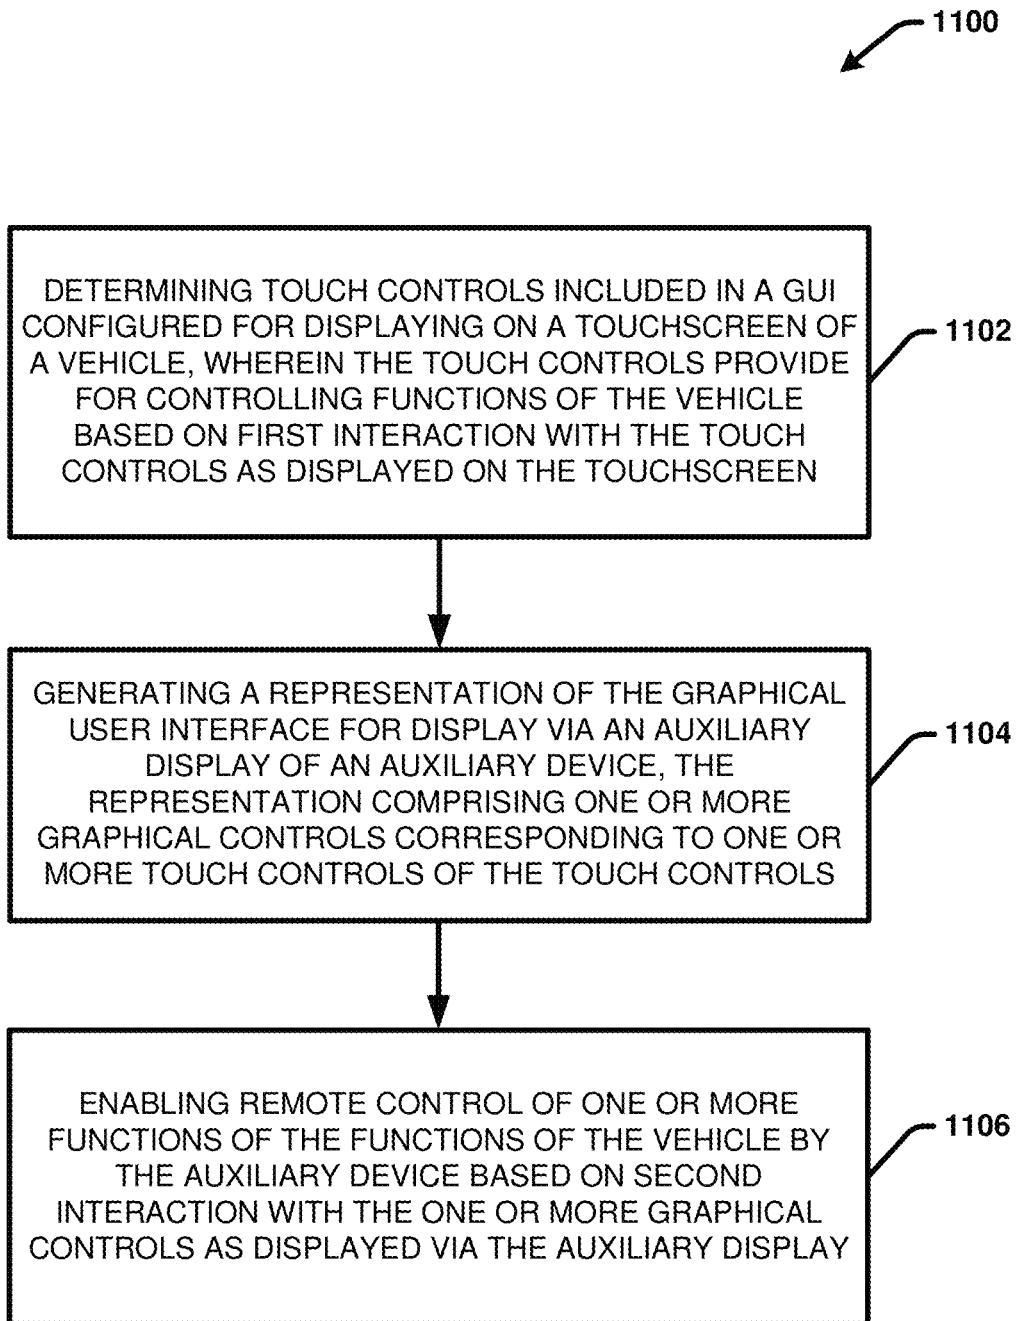 1100
DETERMINING TOUCH CONTROLS INCLUDED IN A GUI
CONFIGURED FOR DISPLAYING ON A TOUCHSCREEN OF
A VEHICLE, WHEREIN THE TOUCH CONTROLS PROVIDE
FOR CONTROLLING FUNCTIONS OF THE VEHICLE
BASED ON FIRST INTERACTION WITH THE TOUCH
CONTROLS AS DISPLAYED ON THE TOUCHSCREEN
1102
GENERATING A REPRESENTATION OF THE GRAPHICAL
USER INTERFACE FOR DISPLAY VIA AN AUXILIARY
DISPLAY OF AN AUXILIARY DEVICE, THE
REPRESENTATION COMPRISING ONE OR MORE
GRAPHICAL CONTROLS CORRESPONDING TO ONE OR
MORE TOUCH CONTROLS OF THE TOUCH CONTROLS
1104
ENABLING REMOTE CONTROL OF ONE OR MORE
FUNCTIONS OF THE FUNCTIONS OF THE VEHICLE BY
THE AUXILIARY DEVICE BASED ON SECOND
INTERACTION WITH THE ONE OR MORE GRAPHICAL
CONTROLS AS DISPLAYED VIA THE AUXILIARY DISPLAY
1106